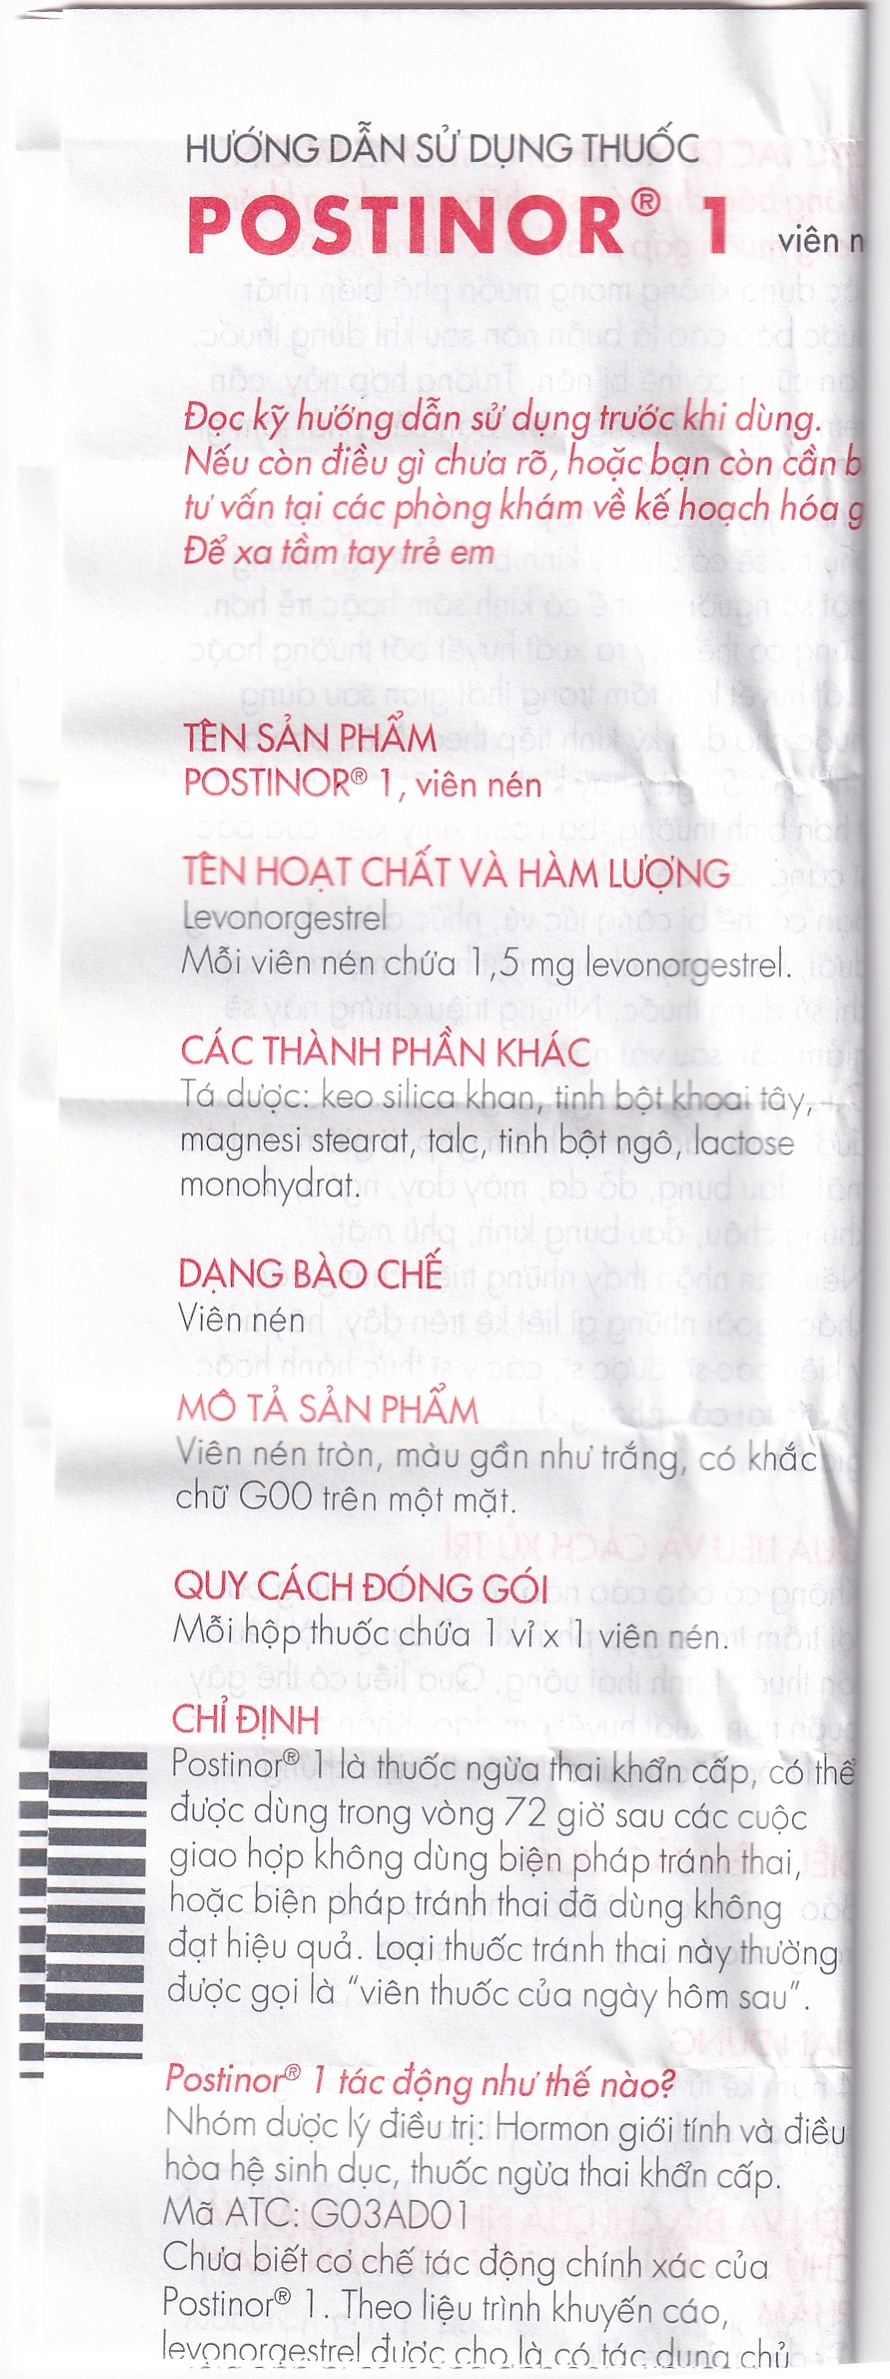 HƯỚNG DẪN SỬ DỤNG THUỐC
POSTINOR® 1 viên n
Đọc kỹ hướng dẫn sử dụng trước khi dùng.
Nếu còn điều gì chưa rõ, hoặc bạn còn cần b
tư vấn tại các phòng khám về kế hoạch hóa g
Để xa tầm tay trẻ em
TÊN SẢN PHẨM
POSTINOR® 1, viên nén
TÊN HOẠT CHẤT VÀ HÀM LƯỢNG
Levonorgestrel
Mỗi viên nén chứa 1,5 mg levonorgestrel.
CÁC THÀNH PHẦN KHÁC
Tá dược: keo silica khan, tinh bột khoai tây,
magnesi stearat, talc, tinh bột ngô, lactose
monohydrat.
DẠNG BÀO CHẾ
Viên nén
MÔ TẢ SẢN PHẨM
Viên nén tròn, màu gần như trắng, có khắc
chữ G00 trên một mặt.
QUY CÁCH ĐÓNG GÓI
Mỗi hộp thuốc chứa 1 vỉ x 1 viên nén.
CHỈ ĐỊNH
Postinor® 1 là thuốc ngừa thai khẩn cấp, có thể
được dùng trong vòng 72 giờ sau các cuộc
giao hợp không dùng biện pháp tránh thai,
hoặc biện pháp tránh thai đã dùng không
đạt hiệu quả. Loại thuốc tránh thai này thường
được gọi là "viên thuốc của ngày hôm sau".
Postinor® 1 tác động như thế nào?
Nhóm dược lý điều trị: Hormon giới tính và điều
hòa hệ sinh dục, thuốc ngừa thai khẩn cấp.
Mã ATC: G03AD01
Chưa biết cơ chế tác động chính xác của
Postinor® 1. Theo liệu trình khuyến cáo,
levonorgestrel được cho là có tác dụng chủ